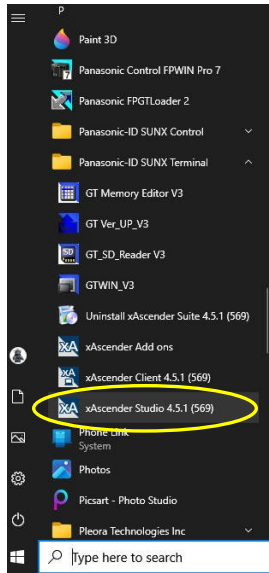 P
Paint 3D
Panasonic Control FPWIN Pro 7
Panasonic FPGTLoader 2
Panasonic-ID SUNX Control
Panasonic-ID SUNX Terminal
GT Memory Editor V3
GT Ver_UP_V3
GT_SD_Reader V3
GTWIN_V3
Uninstall xAscender Suite 4.5.1 (569)
xAscender Add ons
xAscender Client 4.5.1 (569)
xAscender Studio 4.5.1 (569)
Phone Link
System
Photos
Picsart - Photo Studio
Pleora Technologies Inc
Type here to search